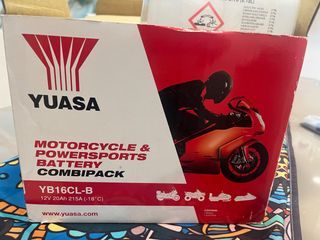 YUASA
MOTORCYCLE &
POWERSPORTS
BATTERY
COMBIPACK
YB16CL-B
12V 20Ah 215A (-18°C)
www.yuasa.com